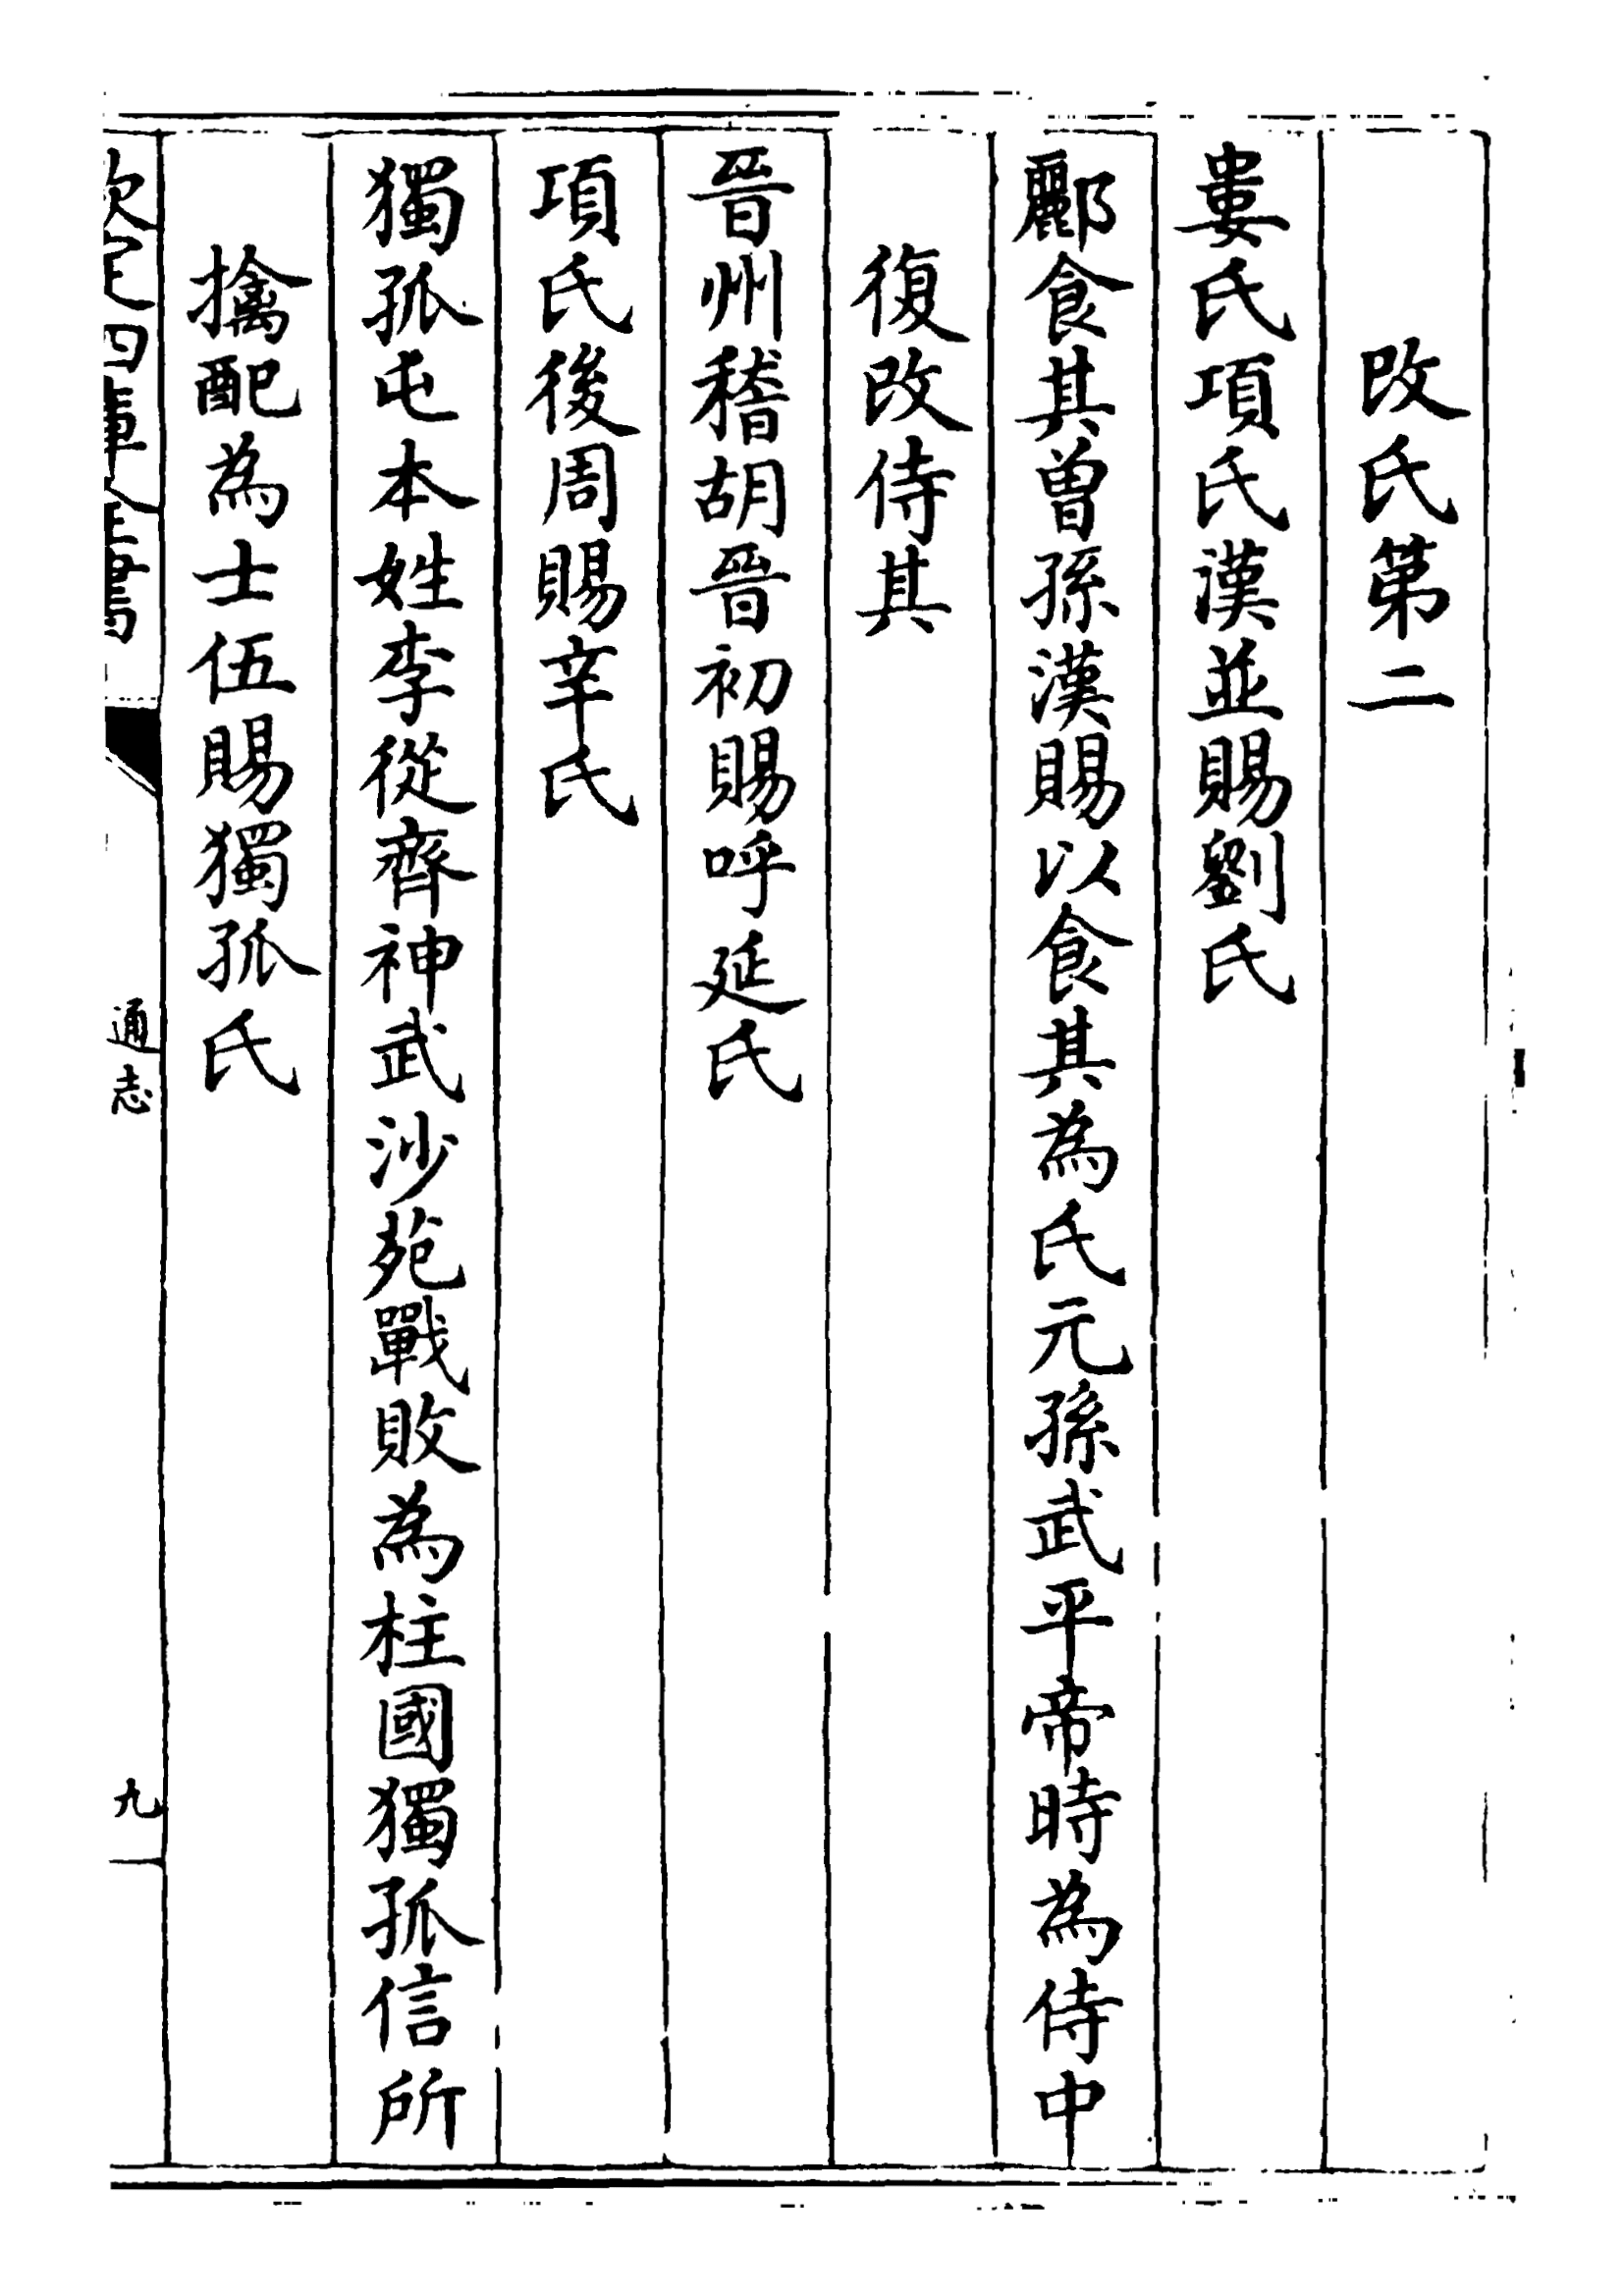 改氏第二
婁氏項氏漢並賜劉氏
酈食其曾孫漢賜以食其為氏元孫武平帝時為侍中
復改侍其
晉州稽胡晉初賜呼延氏
項氏後周賜辛氏
獨孤屯本姓李從齊神武沙苑戰敗為柱國獨孤信所
擒配為士伍賜獨孤氏
欽定四庫全書
通志
九